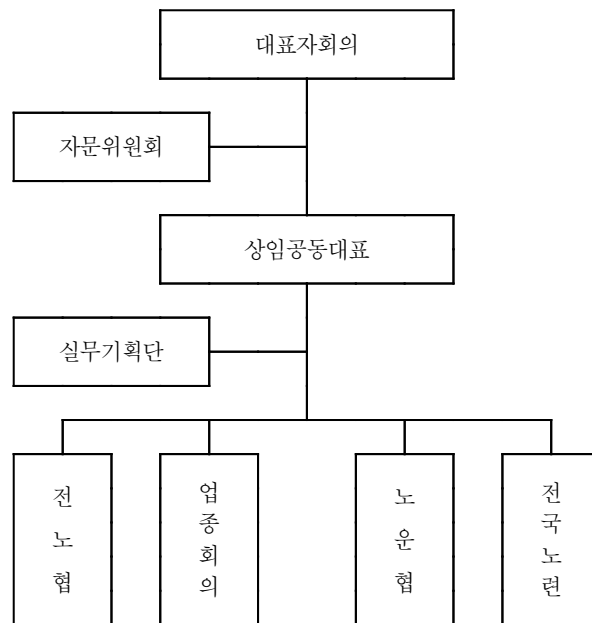 대표자회의
자문위원회
상임공동대표
실무기획단
전노협
업종회의
노운협
전국노련